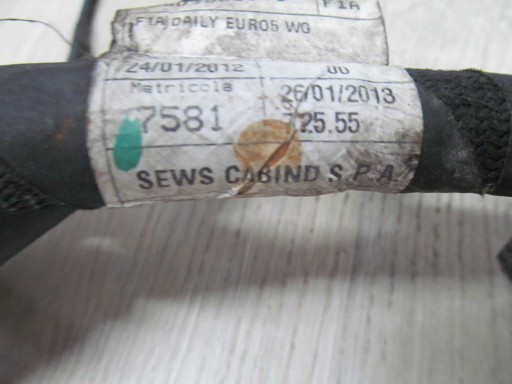 F1A
F1A DAILY EURO5 WG
24/01/2012 00
Matricola 26/01/2013
7581 25.55
SEWS CABIND S.P.A.